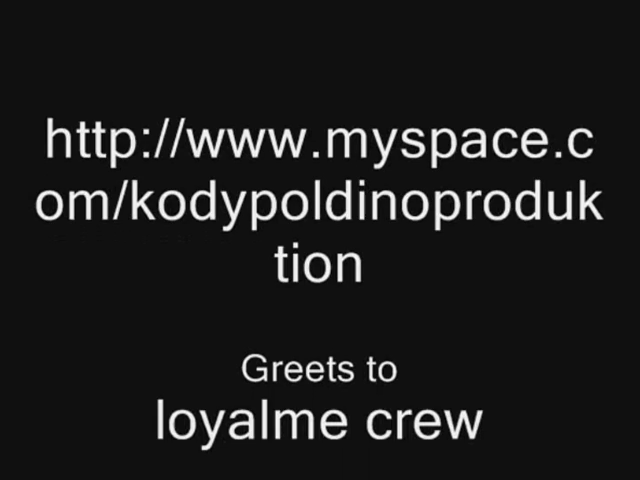 http://www.myspace.c
om/kodypoldinoproduk
tion
Greets to
loyalme crew